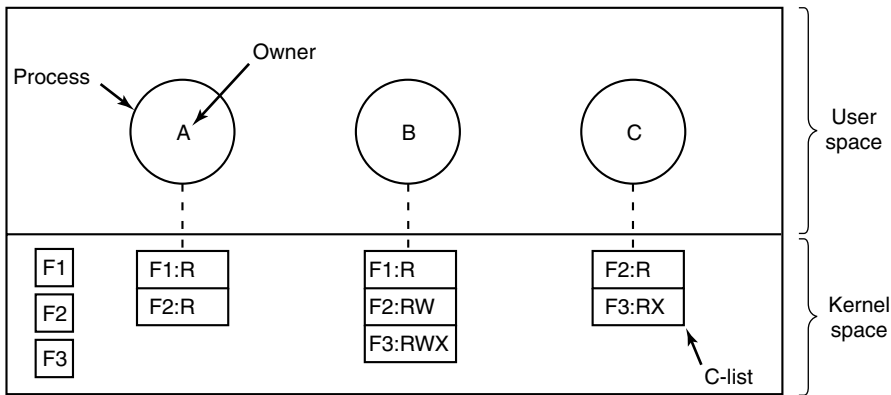 Owner
Process
A
B
C
User
space
F1
F2
F3
F1:R
F2:R
F1:R
F2:RW
F3:RWX
F2:R
F3:RX
C-list
Kernel
space